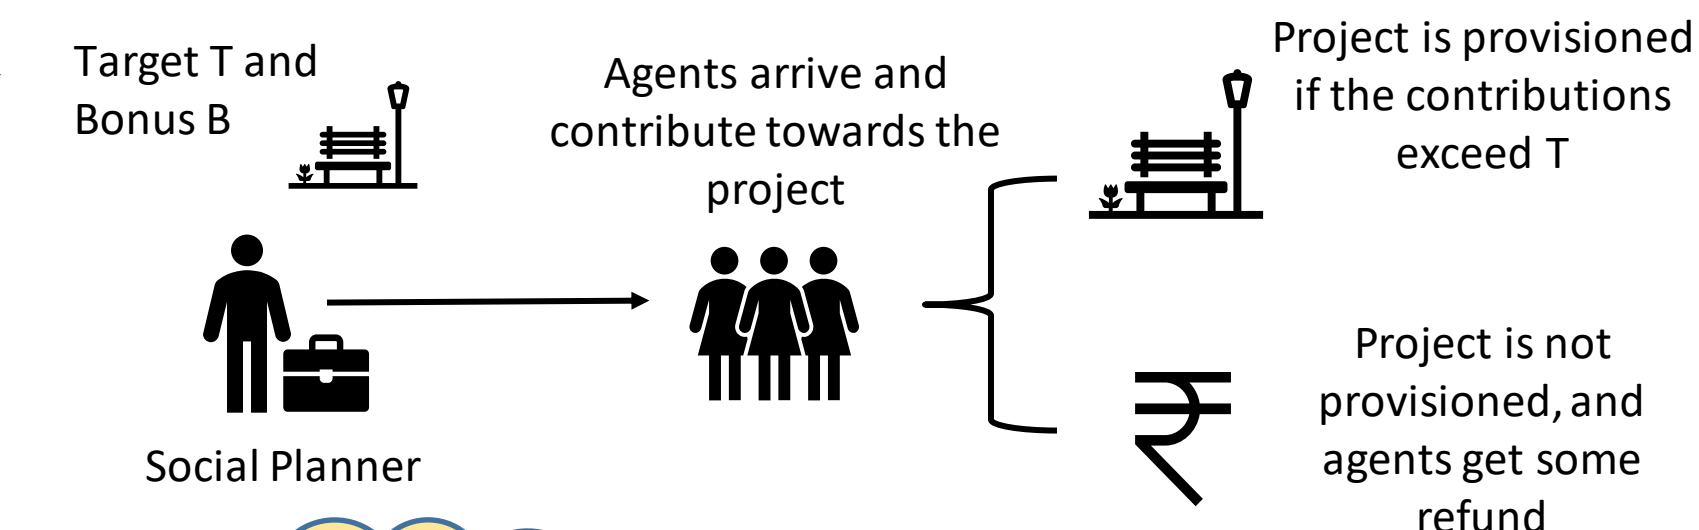 Target T and
Bonus B
Agents arrive and
contribute towards the
project
Project is provisioned
if the contributions
exceed T
Social Planner
₹
Project is not
provisioned, and
agents get some
refund